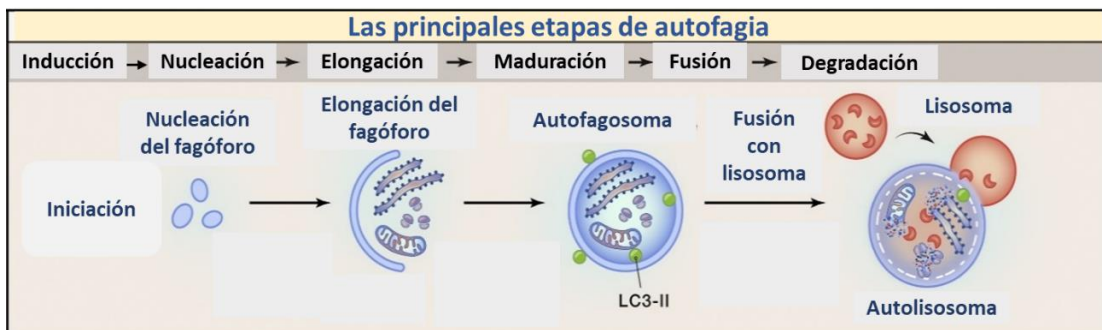 Las principales etapas de autofagia
Inducción
Nucleación
Elongación
Maduración
Fusión
Degradación
Iniciación
Nucleación
del fagóforo
Elongación del
fagóforo
Autofagosoma
LC3-II
Fusión
con
lisosoma
Lisosoma
Autolisosoma